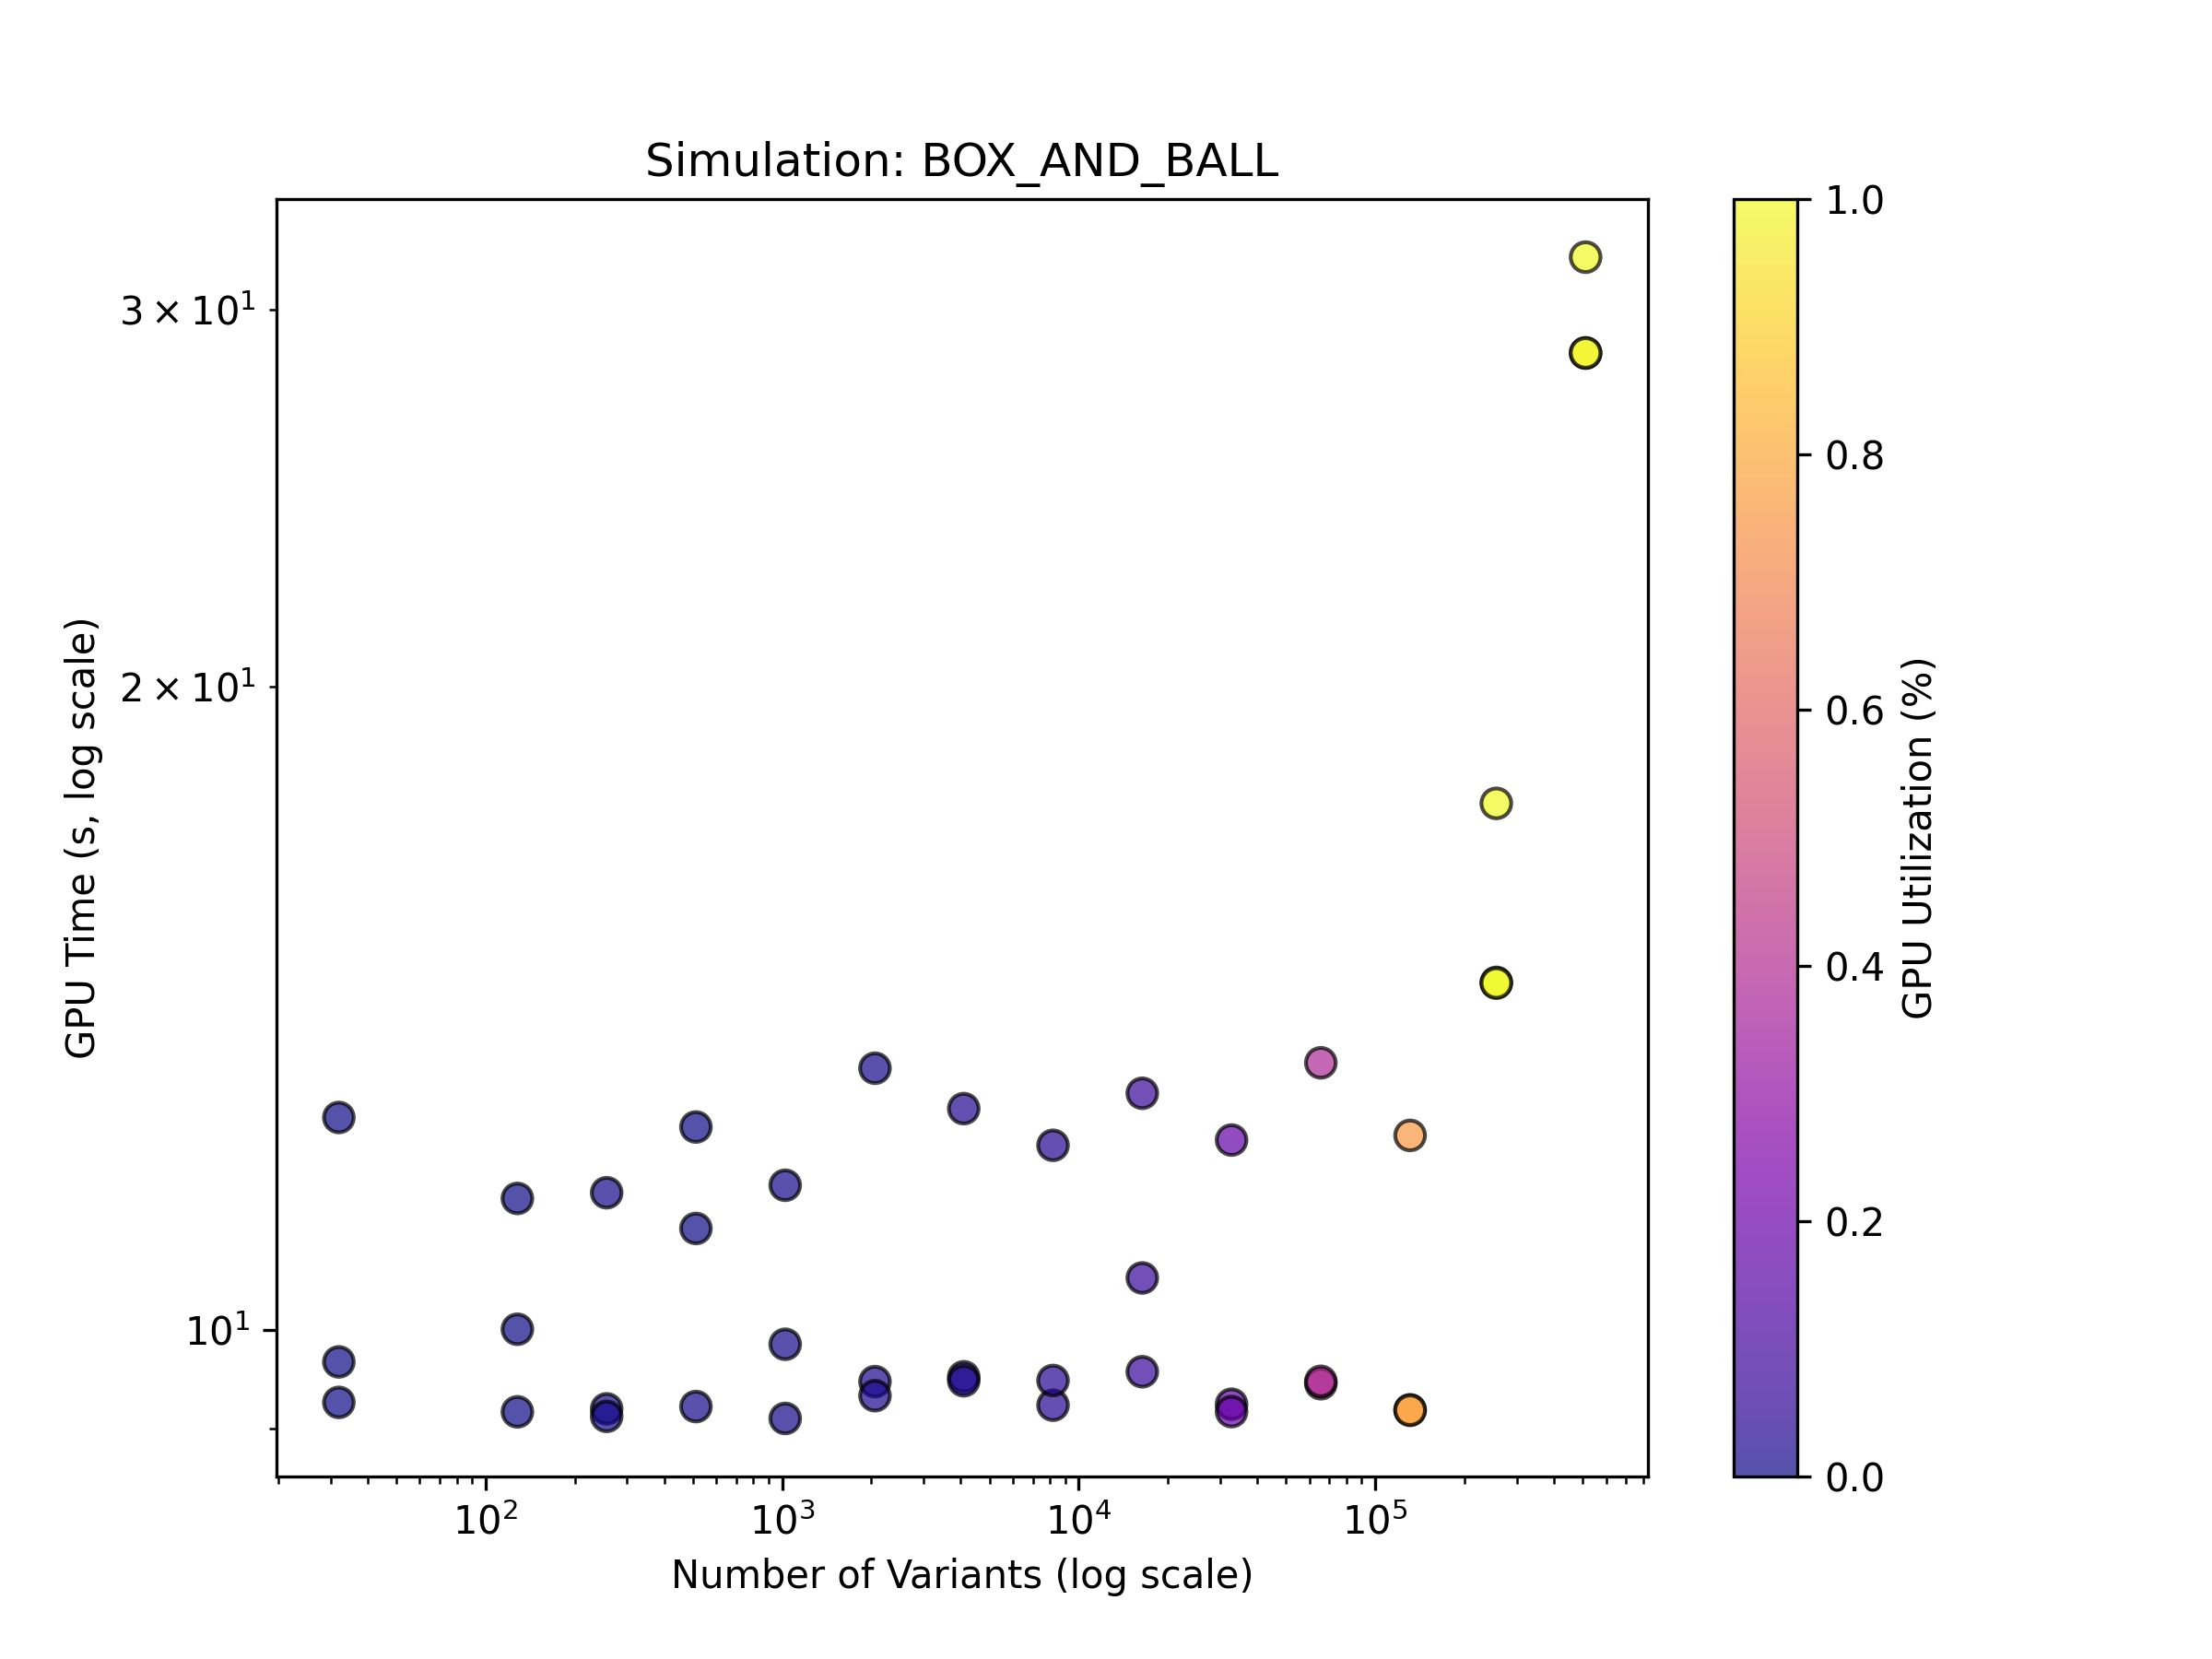 Simulation: BOX_AND_BALL
GPU Time (s, log scale)
3 × 10¹
2 × 10¹
10¹
10² 10³ 10⁴ 10⁵
Number of Variants (log scale)
1.0
0.8
0.6
0.4
0.2
0.0
GPU Utilization (%)